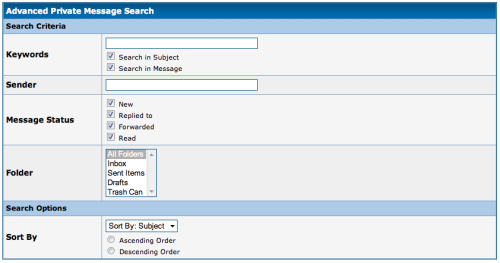 Advanced Private Message Search
Search Criteria
Keywords
Search in Subject
Search in Message
Sender
Message Status
New
Replied to
Forwarded
Read
Folder
All Folders
Inbox
Sent Items
Drafts
Trash Can
Search Options
Sort By
Sort By: Subject
Ascending Order
Descending Order